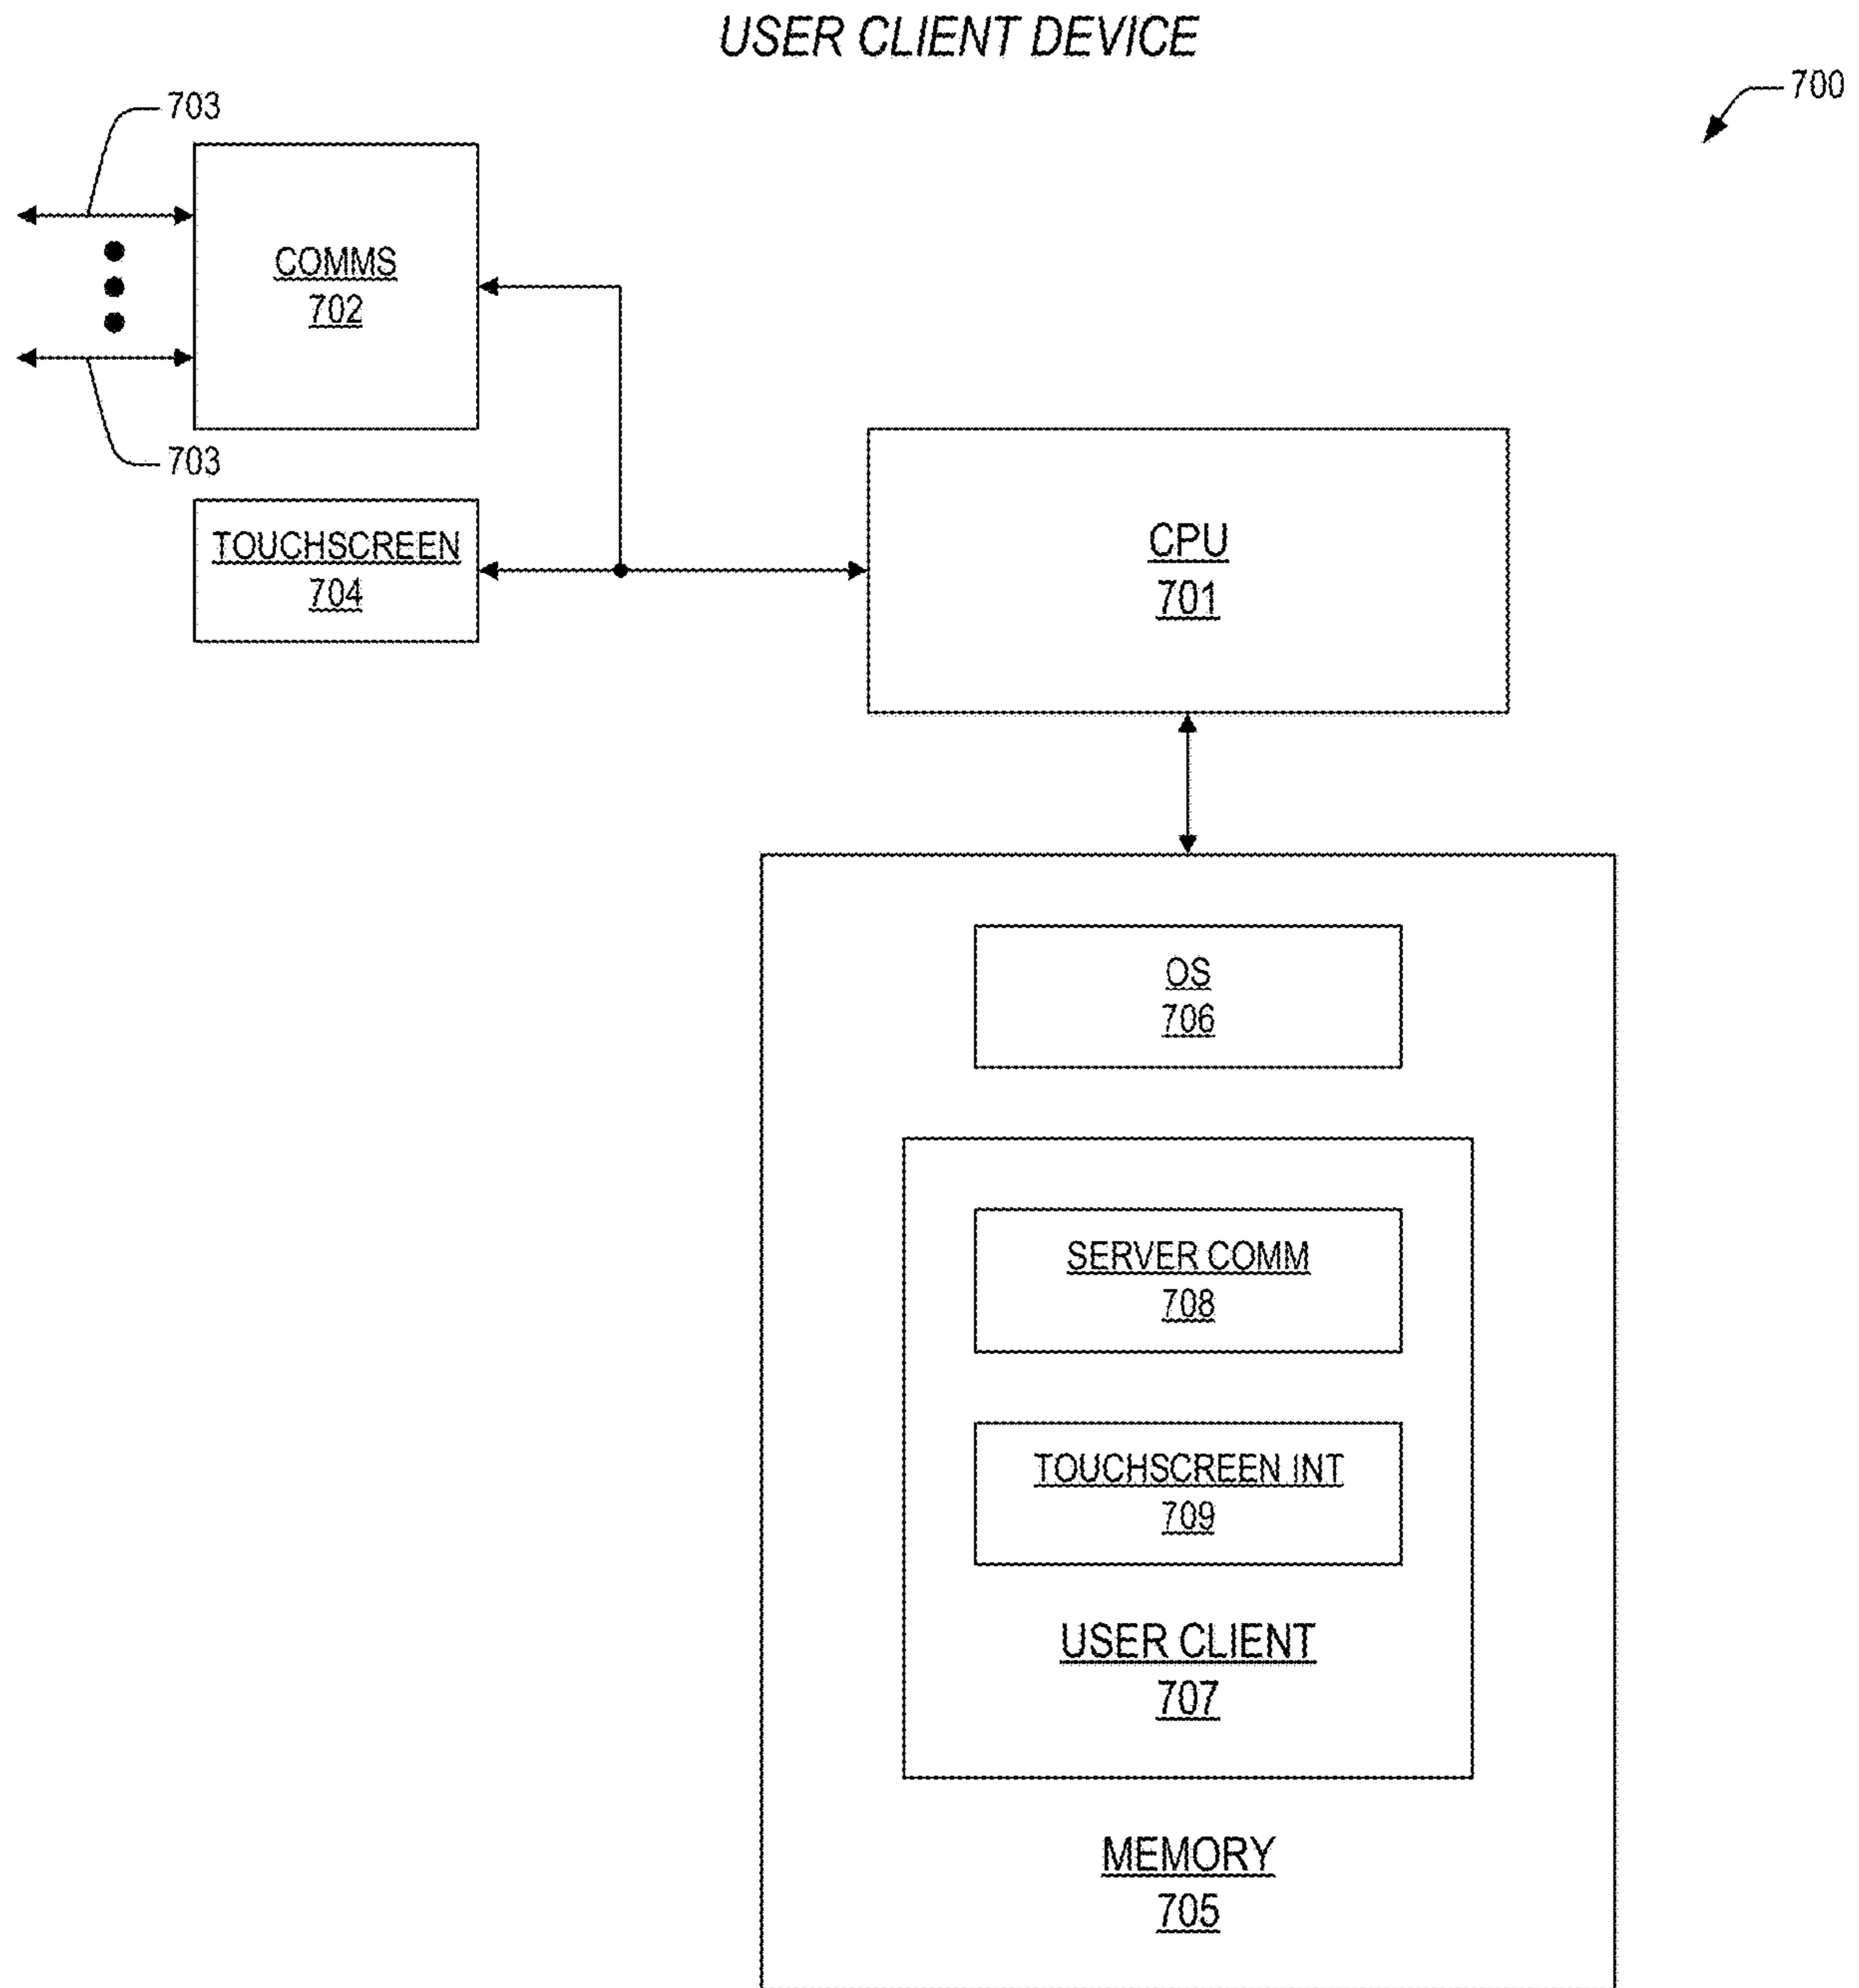 USER CLIENT DEVICE
700
703
COMMS
702
703
TOUCHSCREEN
704
CPU
701
OS
706
SERVER COMM
708
TOUCHSCREEN INT
709
USER CLIENT
707
MEMORY
705